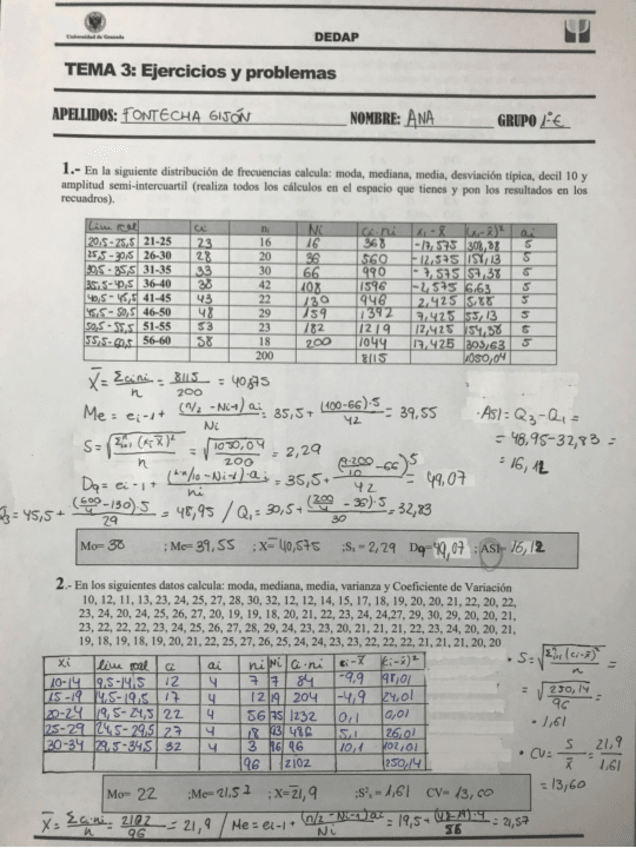 Universidad de Granada
DEDAP
TEMA 3: Ejercicios y problemas
APELLIDOS: FONTECHA GIJÓN NOMBRE: ANA GRUPO 1ºE
1.- En la siguiente distribución de frecuencias calcula: moda, mediana, media, desviación típica, decil 10 y
amplitud semi-intercuartil (realiza todos los cálculos en el espacio que tienes y pon los resultados en los
recuadros).
Lim real ci ni Ni ci·ni xi - x̄ (xi-x̄)² ai
20,5-25,5 21-25 23 16 16 368 -17,575 308,88 5
25,5-30,5 26-30 28 20 36 560 -12,575 158,13 5
30,5-35,5 31-35 33 30 66 990 -7,575 57,38 5
35,5-40,5 36-40 38 42 108 1596 -2,575 6,63 5
40,5-45,5 41-45 43 22 130 946 2,425 5,88 5
45,5-50,5 46-50 48 29 159 1392 7,425 55,13 5
50,5-55,5 51-55 53 23 182 1219 12,425 154,38 5
55,5-60,5 56-60 58 18 200 1044 17,425 303,63 5
200 8115 1050,04
X̄ = Σci·ni / n = 8115 / 200 = 40,575
Me = ei-1 + (n/2 - Ni-1) ai / Ni = 35,5 + (100-66)·5 / 42 = 39,55
·ASI = Q3 - Q1 =
= 48,95 - 32,83 =
= 16,12
S = √ / n = √1050,04 / 200 = 2,29
D9 = ei-1 + / ni = 35,5 + / 42 = 49,07
Q3 = 45,5 + (600/4 - 130)·5 / 29 = 48,95 / Q1 = 30,5 + (200/4 - 36)·5 / 30 = 32,83
Mo= 38 ; Me= 39,55 ; X= 40,575 ;Sx = 2,29 D9= 49,07 ; ASI= 16,12
2.- En los siguientes datos calcula: moda, mediana, media, varianza y Coeficiente de Variación
10, 12, 11, 13, 23, 24, 25, 27, 28, 30, 32, 12, 12, 14, 15, 17, 18, 19, 20, 20, 21, 22, 20, 22,
23, 24, 20, 24, 25, 26, 27, 20, 19, 19, 18, 20, 21, 22, 23, 24, 24,27, 29, 30, 29, 20, 20, 21,
23, 22, 22, 22, 23, 24, 25, 26, 27, 28, 29, 24, 23, 23, 20, 21, 21, 21, 22, 23, 24, 20, 20, 21,
19, 18, 19, 18, 19, 20, 21, 22, 25, 27, 26, 25, 24, 24, 23, 23, 22, 22, 22, 21, 21, 21, 20, 20
xi lim real ci ai ni Ni ci·ni ci-x̄ (ci-x̄)²
10-14 9,5-14,5 12 4 7 7 84 -9,9 98,01
15-19 14,5-19,5 17 4 12 19 204 -4,9 24,01
20-24 19,5-24,5 22 4 56 75 1232 0,1 0,01
25-29 24,5-29,5 27 4 18 93 486 5,1 26,01
30-34 29,5-34,5 32 4 3 96 96 10,1 102,01
96 2102 250,14
• S = √Σ(ci-x̄)² / n
= √250,14 / 96 =
• 1,61
• CV = S / X̄ = 21,9 / 1,61
= 13,60
Mo= 22 ;Me= 21,57 ; X= 21,9 ;S²x = 1,61 CV= 13,60
X̄ = Σci·ni / n = 2102 / 96 = 21,9 / Me = ei-1 + (n/2 - Ni-1) ai / Ni = 19,5 + / 56 = 21,57